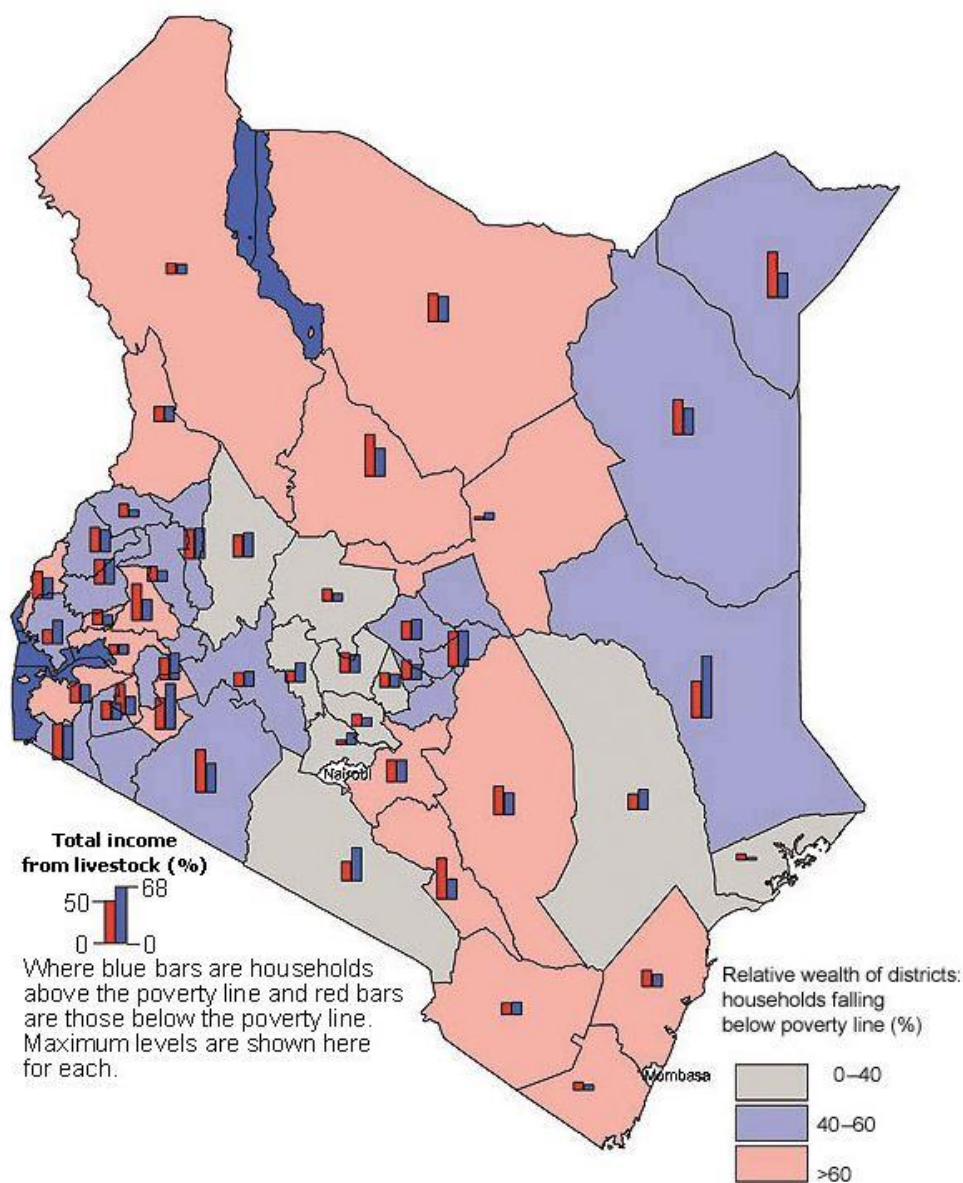 Nairobi
Total income
from livestock (%)
50
68
0
0
Where blue bars are households
above the poverty line and red bars
are those below the poverty line.
Maximum levels are shown here
for each.
Mombasa
Relative wealth of districts:
households falling
below poverty line (%)
0–40
40–60
>60